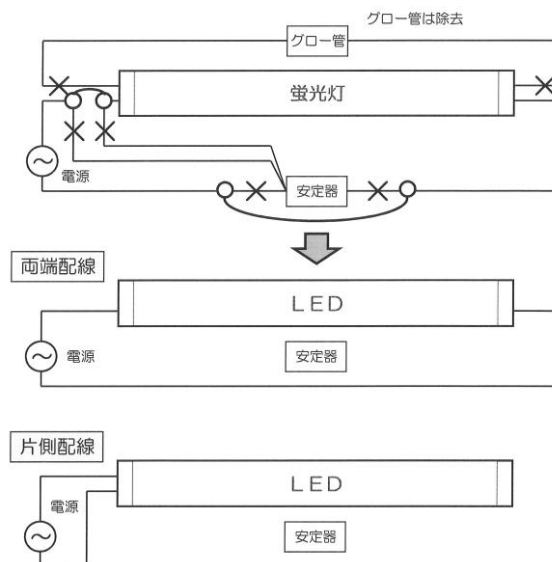 グロー管は除去
グロー管
蛍光灯
電源
安定器
両端配線
LED
電源
安定器
片側配線
LED
電源
安定器